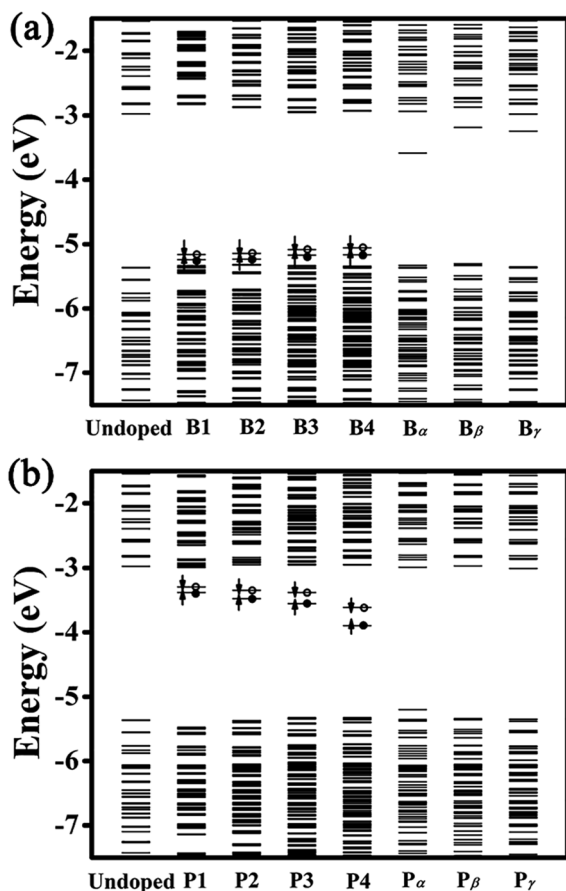 (a)
Energy (eV)
-2
-3
-4
-5
-6
-7
Undoped B1 B2 B3 B4 Bα Bβ Bγ
(b)
Energy (eV)
-2
-3
-4
-5
-6
-7
Undoped P1 P2 P3 P4 Pα Pβ Pγ